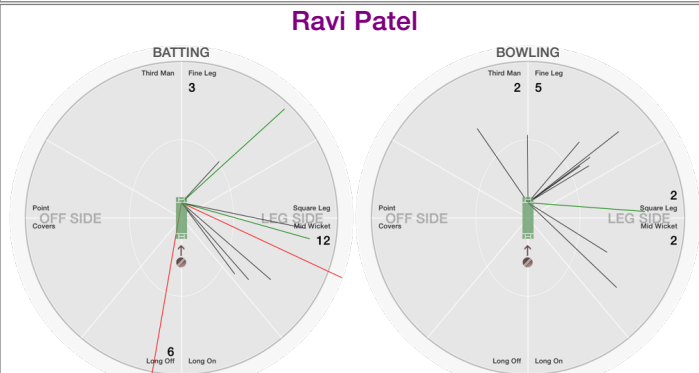 Ravi Patel
BATTING
Third Man Fine Leg
3
Point
OFF SIDE
Covers
Square Leg
LEG SIDE
Mid Wicket
12
6
Long Off Long On
BOWLING
Third Man Fine Leg
2 5
Point
OFF SIDE
Covers
2
Square Leg
LEG SIDE
Mid Wicket
2
Long Off Long On